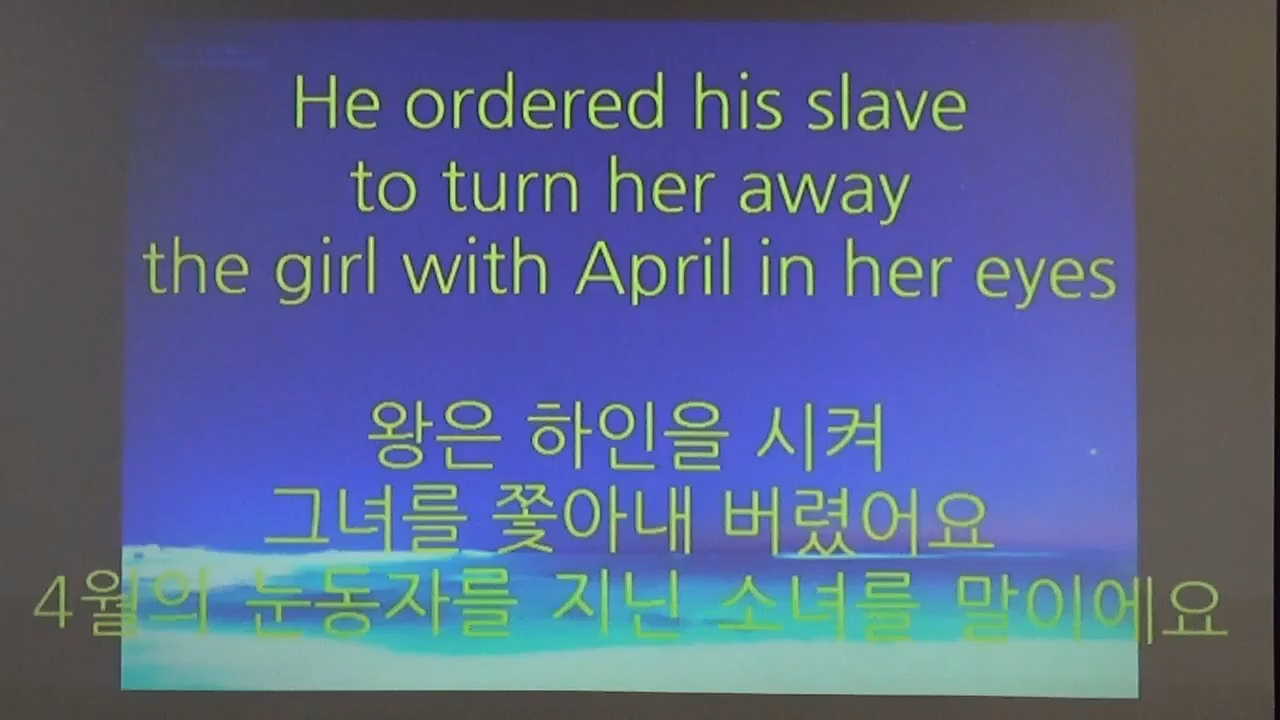 He ordered his slave
to turn her away
the girl with April in her eyes
왕은 하인을 시켜
그녀를 쫓아내 버렸어요
4월의 눈동자를 지닌 소녀를 말이에요